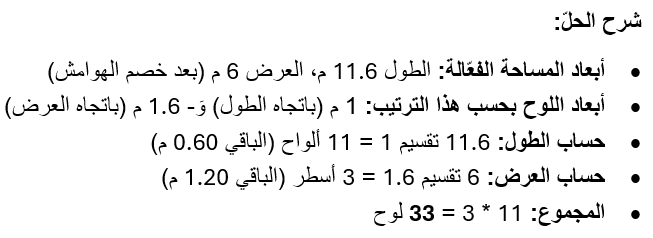 شرح الحلّ:
• أبعاد المساحة الفعّالة: الطول 11.6 م، العرض 6 م (بعد خصم الهوامش)
• أبعاد اللوح بحسب هذا الترتيب: 1 م (باتجاه الطول) وَ- 1.6 م (باتجاه العرض)
• حساب الطول: 11.6 تقسيم 1 = 11 ألواح (الباقي 0.60 م)
• حساب العرض: 6 تقسيم 1.6 = 3 أسطر (الباقي 1.20 م)
• المجموع: 11 * 3 = 33 لوح